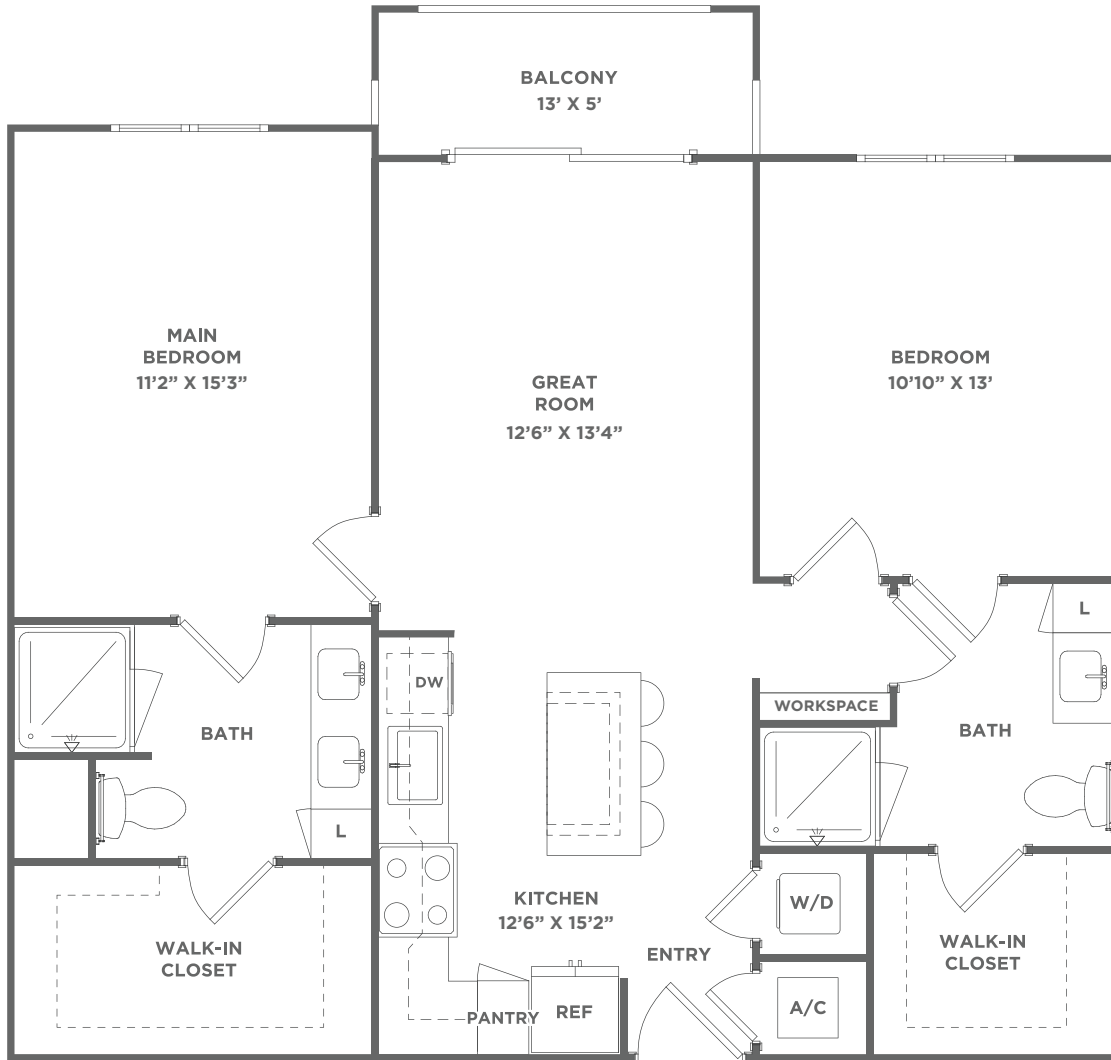 BALCONY
13’ X 5’
MAIN
BEDROOM
11’2” X 15’3”
GREAT
ROOM
12’6” X 13’4”
BEDROOM
10’10” X 13’
L
DW
WORKSPACE
BATH
BATH
L
KITCHEN
12’6” X 15’2”
W/D
WALK-IN
CLOSET
ENTRY
WALK-IN
CLOSET
PANTRY
REF
A/C